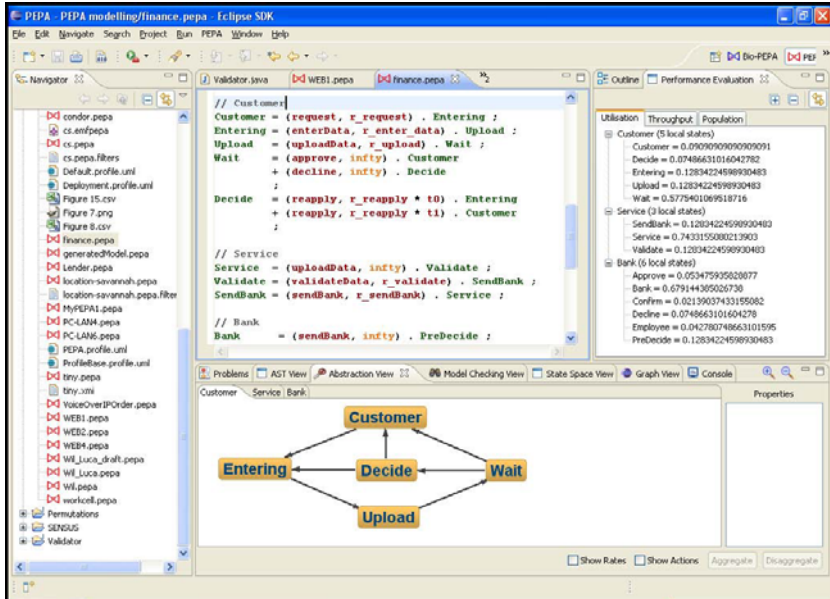 PEPA - PEPA modelling/finance.pepa - Eclipse SDK
File Edit Navigate Search Project Run PEPA Window Help
Bio-PEPA PEP
Navigator
condor.pepa
cs.emfpepa
cs.pepa
cs.pepa.filters
Default.profile.uml
Deployment.profile.uml
Figure 15.csv
Figure 7.png
Figure 8.csv
finance.pepa
generatedModel.pepa
Lender.pepa
location-savannah.pepa
location-savannah.pepa.filter
MyPEPA1.pepa
PC-LAN4.pepa
PC-LAN6.pepa
PEPA.profile.uml
ProfileBase.profile.uml
tiny.pepa
tiny.xmi
VoiceOverIPOrder.pepa
WEB1.pepa
WEB2.pepa
WEB4.pepa
Wil_Luca_draft.pepa
Wil_Luca.pepa
Wil.pepa
workcell.pepa
Permutations
SENSUS
Validator
Validator.java WEB1.pepa finance.pepa 2
// Customer
Customer = (request, r_request) . Entering ;
Entering = (enterData, r_enter_data) . Upload ;
Upload = (uploadData, r_upload) . Wait ;
Wait = (approve, infty) . Customer
+ (decline, infty) . Decide
;
Decide = (reapply, r_reapply * t0) . Entering
+ (reapply, r_reapply * t1) . Customer
;
// Service
Service = (uploadData, infty) . Validate ;
Validate = (validateData, r_validate) . SendBank ;
SendBank = (sendBank, r_sendBank) . Service ;
// Bank
Bank = (sendBank, infty) . PreDecide ;
Outline Performance Evaluation
Utilisation Throughput Population
Customer (5 local states)
Customer = 0.09090909090909091
Decide = 0.07486631016042782
Entering = 0.12834224598930483
Upload = 0.12834224598930483
Wait = 0.5775401069518716
Service (3 local states)
SendBank = 0.12834224598930483
Service = 0.7433155080213903
Validate = 0.12834224598930483
Bank (6 local states)
Approve = 0.053475935828877
Bank = 0.679144385026738
Confirm = 0.02139037433155082
Decline = 0.0748663101604278
Employee = 0.042780748663101595
PreDecide = 0.12834224598930483
Problems AST View Abstraction View Model Checking View State Space View Graph View Console
Customer Service Bank
Properties
Customer
Entering Decide Wait
Upload
Show Rates Show Actions Aggregate Disaggregate